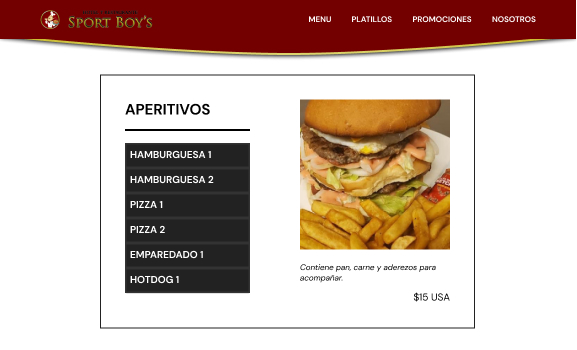 SPORT BOY'S
MENU
PLATILLOS
PROMOCIONES
NOSOTROS
APERITIVOS
HAMBURGUESA 1
HAMBURGUESA 2
PIZZA 1
PIZZA 2
EMPAREDADO 1
HOTDOG 1
Contiene pan, carne y aderezos para
acompañar.
$15 USA